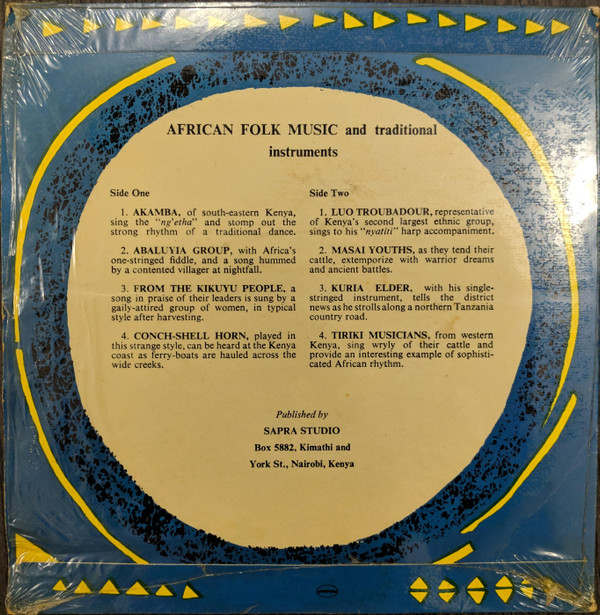 AFRICAN FOLK MUSIC and traditional
instruments
Side One
1. AKAMBA, of south-eastern Kenya,
sing the "ng'etha" and stomp out the
strong rhythm of a traditional dance.
2. ABALUYIA GROUP, with Africa's
one-stringed fiddle, and a song hummed
by a contented villager at nightfall.
3. FROM THE KIKUYU PEOPLE, a
song in praise of their leaders is sung by a
gaily-attired group of women, in typical
style after harvesting.
4. CONCH-SHELL HORN, played in
this strange style, can be heard at the Kenya
coast as ferry-boats are hauled across the
wide creeks.
Side Two
1. LUO TROUBADOUR, representative
of Kenya's second largest ethnic group,
sings to his "nyatiti" harp accompaniment.
2. MASAI YOUTHS, as they tend their
cattle, extemporize with warrior dreams
and ancient battles.
3. KURIA ELDER, with his single-
stringed instrument, tells the district
news as he strolls along a northern Tanzania
country road.
4. TIRIKI MUSICIANS, from western
Kenya, sing wryly of their cattle and
provide an interesting example of sophisti-
cated African rhythm.
Published by
SAPRA STUDIO
Box 5882, Kimathi and
York St., Nairobi, Kenya